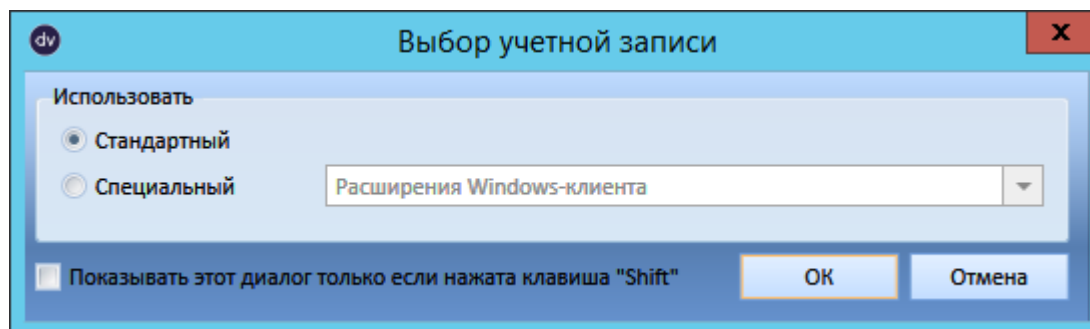 dv
Выбор учетной записи
x
Использовать
Стандартный
Специальный
Расширения Windows-клиента
Показывать этот диалог только если нажата клавиша "Shift"
ОК
Отмена